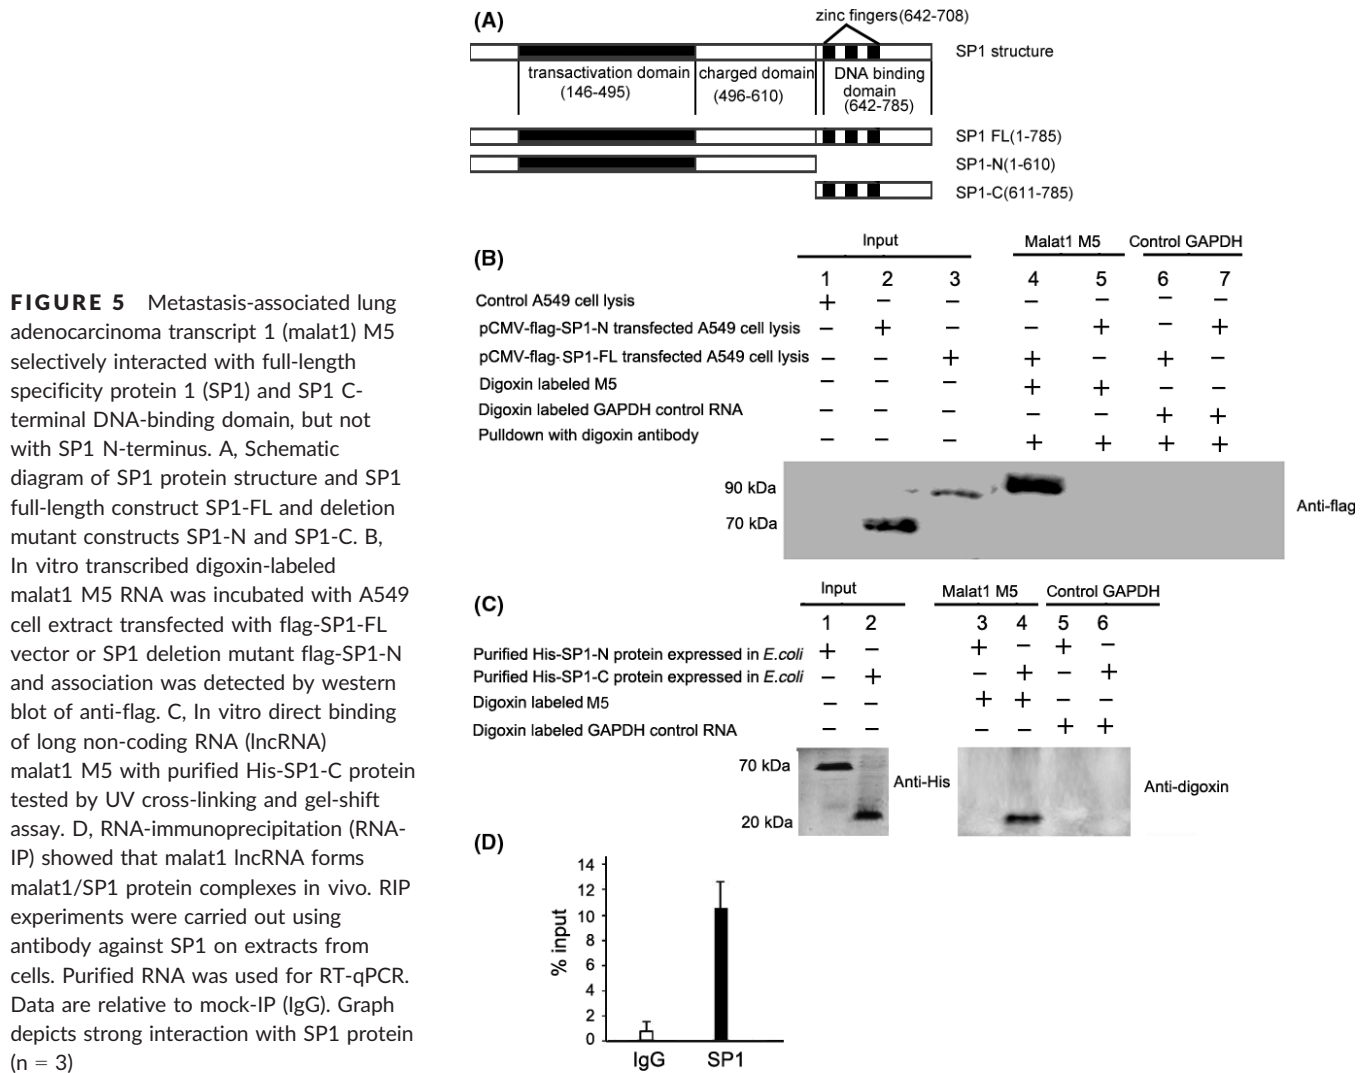 FIGURE 5 Metastasis-associated lung
adenocarcinoma transcript 1 (malat1) M5
selectively interacted with full-length
specificity protein 1 (SP1) and SP1 C-
terminal DNA-binding domain, but not
with SP1 N-terminus. A, Schematic
diagram of SP1 protein structure and SP1
full-length construct SP1-FL and deletion
mutant constructs SP1-N and SP1-C. B,
In vitro transcribed digoxin-labeled
malat1 M5 RNA was incubated with A549
cell extract transfected with flag-SP1-FL
vector or SP1 deletion mutant flag-SP1-N
and association was detected by western
blot of anti-flag. C, In vitro direct binding
of long non-coding RNA (lncRNA)
malat1 M5 with purified His-SP1-C protein
tested by UV cross-linking and gel-shift
assay. D, RNA-immunoprecipitation (RNA-
IP) showed that malat1 lncRNA forms
malat1/SP1 protein complexes in vivo. RIP
experiments were carried out using
antibody against SP1 on extracts from
cells. Purified RNA was used for RT-qPCR.
Data are relative to mock-IP (IgG). Graph
depicts strong interaction with SP1 protein
(n = 3)
(A)
zinc fingers(642-708)
SP1 structure
transactivation domain
(146-495)
charged domain
(496-610)
DNA binding
domain
(642-785)
SP1 FL(1-785)
SP1-N(1-610)
SP1-C(611-785)
(B)
Input Malat1 M5 Control GAPDH
1 2 3 4 5 6 7
Control A549 cell lysis + − − − − − −
pCMV-flag-SP1-N transfected A549 cell lysis − + − − + − +
pCMV-flag-SP1-FL transfected A549 cell lysis − − + + − + −
Digoxin labeled M5 − − − + + − −
Digoxin labeled GAPDH control RNA − − − − − + +
Pulldown with digoxin antibody − − − + + + +
90 kDa
70 kDa
Anti-flag
(C)
Input Malat1 M5 Control GAPDH
1 2 3 4 5 6
Purified His-SP1-N protein expressed in E.coli + − + − + −
Purified His-SP1-C protein expressed in E.coli − + − + − +
Digoxin labeled M5 − − + + − −
Digoxin labeled GAPDH control RNA − − − − + +
70 kDa
20 kDa
Anti-His
Anti-digoxin
(D)
% input
14
12
10
8
6
4
2
0
IgG SP1